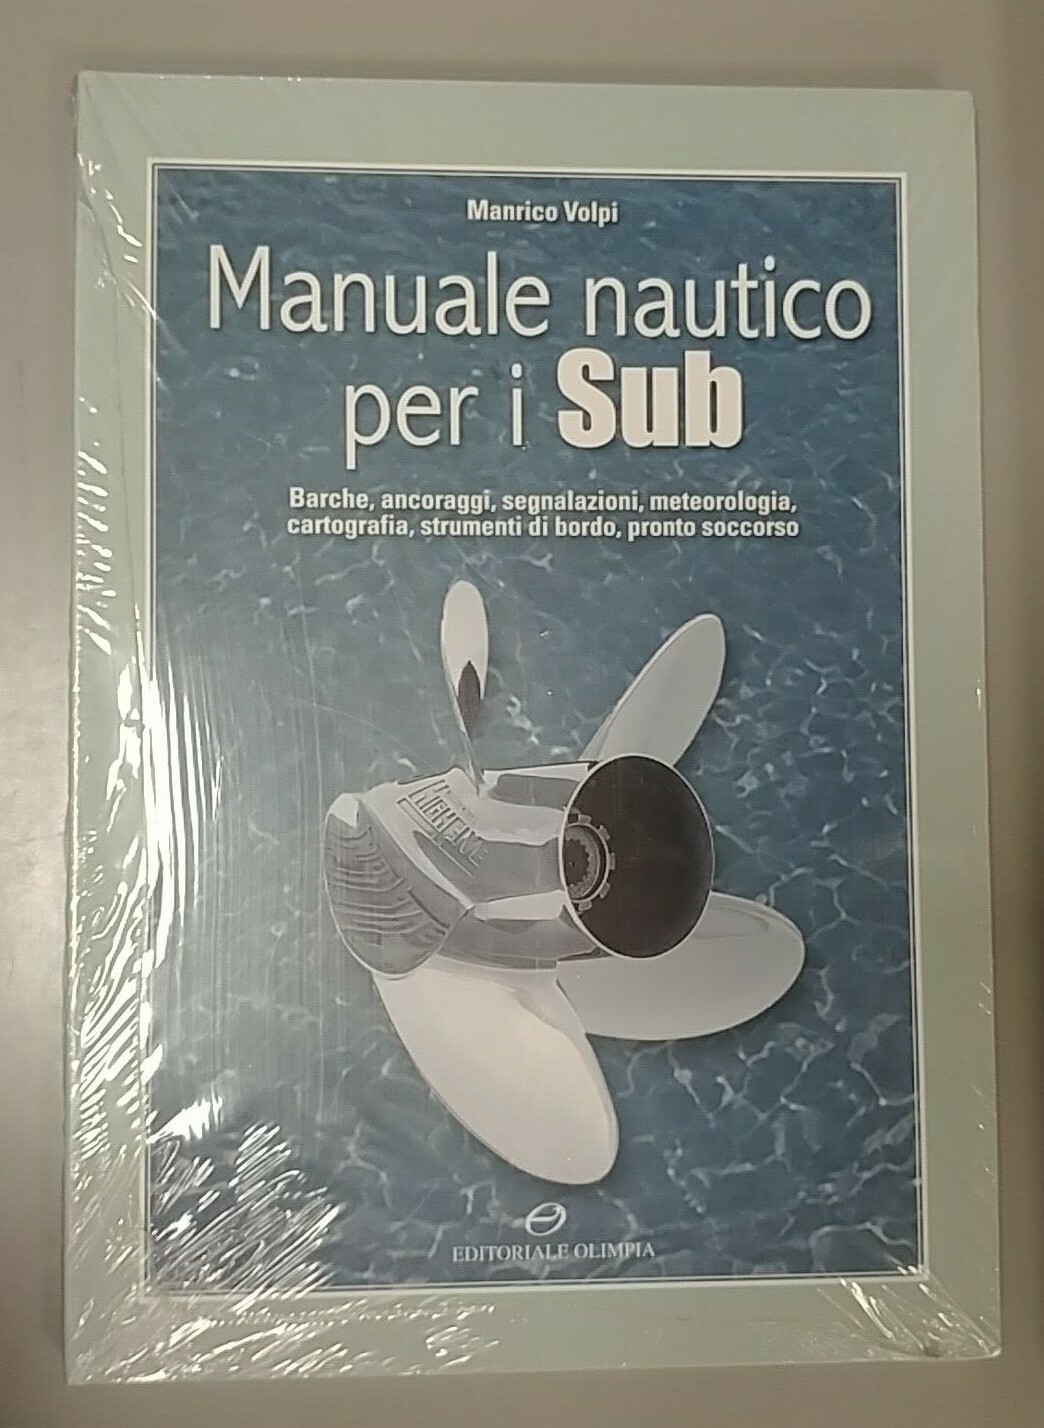 Manrico Volpi
Manuale nautico
per i Sub
Barche, ancoraggi, segnalazioni, meteorologia,
cartografia, strumenti di bordo, pronto soccorso
EDITORIALE OLIMPIA